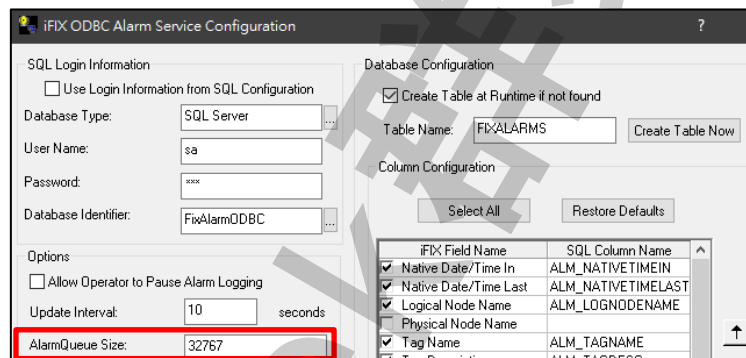 iFIX ODBC Alarm Service Configuration ?
SQL Login Information
Use Login Information from SQL Configuration
Database Type: SQL Server ...
User Name: sa
Password: ×××
Database Identifier: FixAlarmODBC ...
Options
Allow Operator to Pause Alarm Logging
Update Interval: 10 seconds
AlarmQueue Size: 32767
Database Configuration
Create Table at Runtime if not found
Table Name: FIXALARMS Create Table Now
Column Configuration
Select All Restore Defaults
iFIX Field Name SQL Column Name
Native Date/Time In ALM_NATIVETIMEIN
Native Date/Time Last ALM_NATIVETIMELAST
Logical Node Name ALM_LOGNODENAME
Physical Node Name
Tag Name ALM_TAGNAME